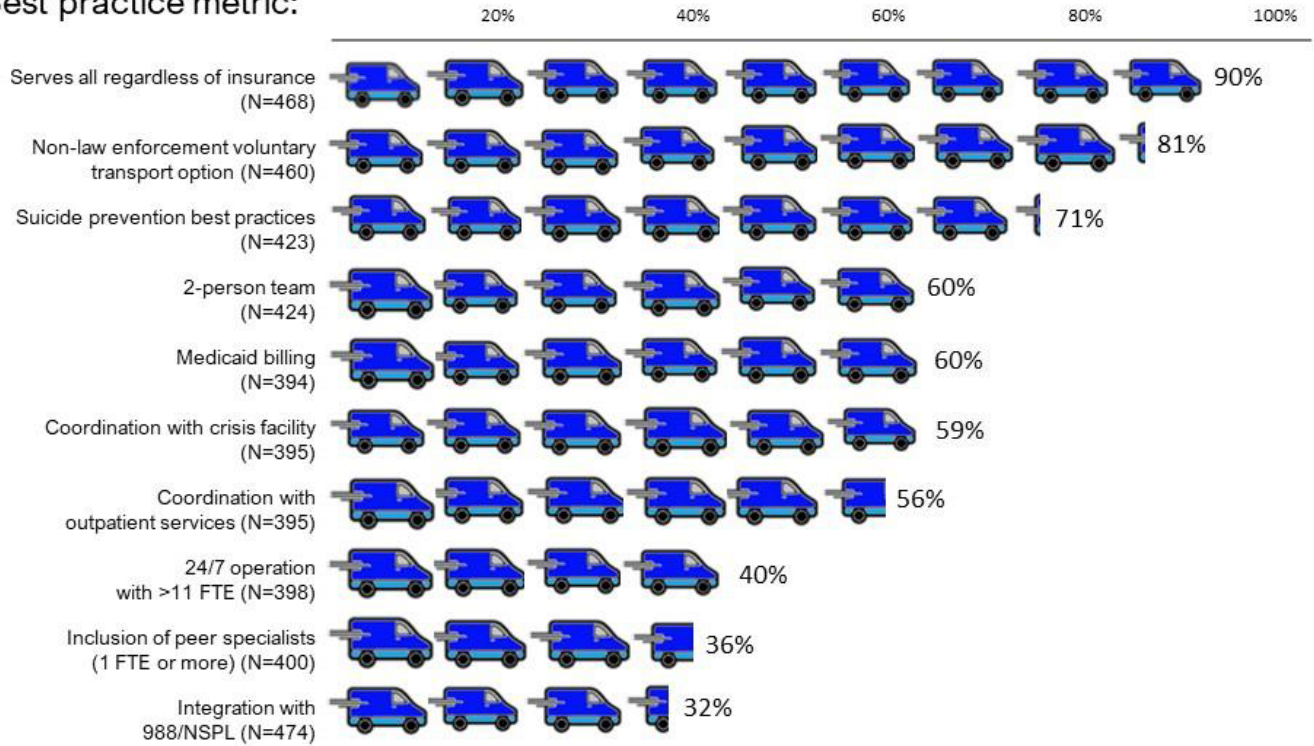 Best practice metric:
20% 40% 60% 80% 100%
Serves all regardless of insurance
(N=468)
90%
Non-law enforcement voluntary
transport option (N=460)
81%
Suicide prevention best practices
(N=423)
71%
2-person team
(N=424)
60%
Medicaid billing
(N=394)
60%
Coordination with crisis facility
(N=395)
59%
Coordination with
outpatient services (N=395)
56%
24/7 operation
with >11 FTE (N=398)
40%
Inclusion of peer specialists
(1 FTE or more) (N=400)
36%
Integration with
988/NSPL (N=474)
32%